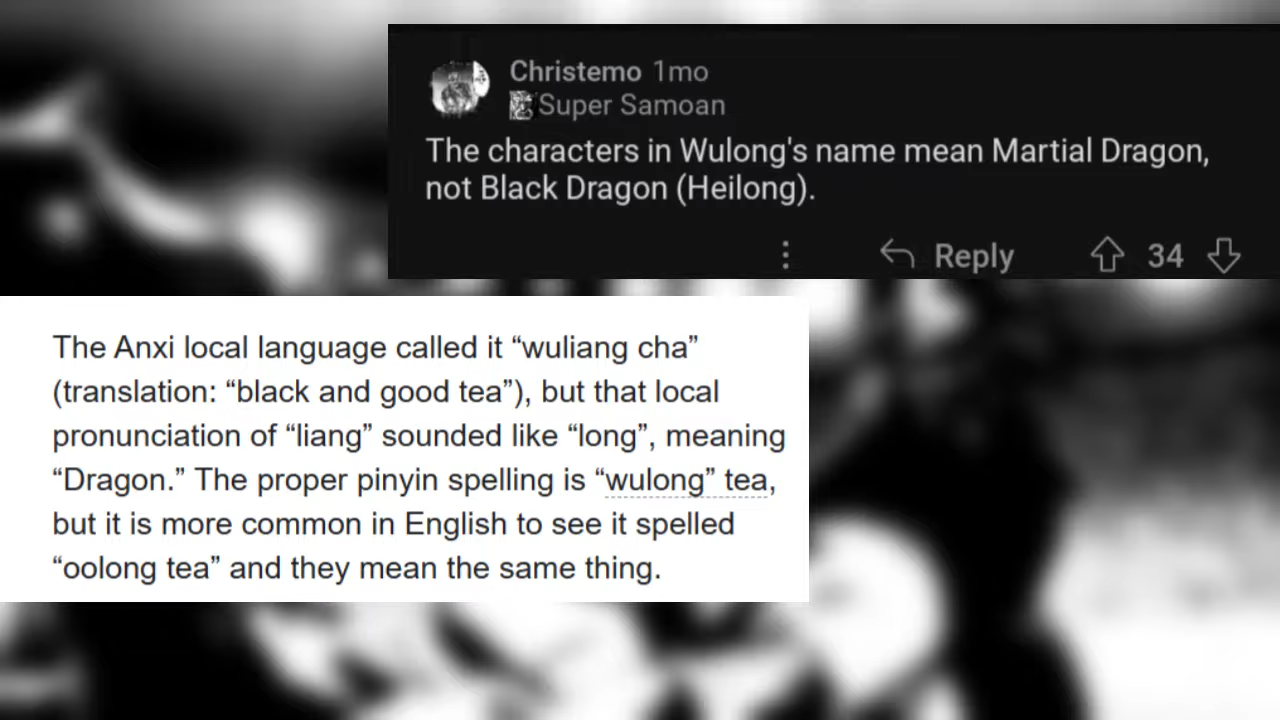 Christemo 1mo
Super Samoan
The characters in Wulong's name mean Martial Dragon,
not Black Dragon (Heilong).
Reply 34
The Anxi local language called it “wuliang cha”
(translation: “black and good tea”), but that local
pronunciation of “liang” sounded like “long”, meaning
“Dragon.” The proper pinyin spelling is “wulong” tea,
but it is more common in English to see it spelled
“oolong tea” and they mean the same thing.